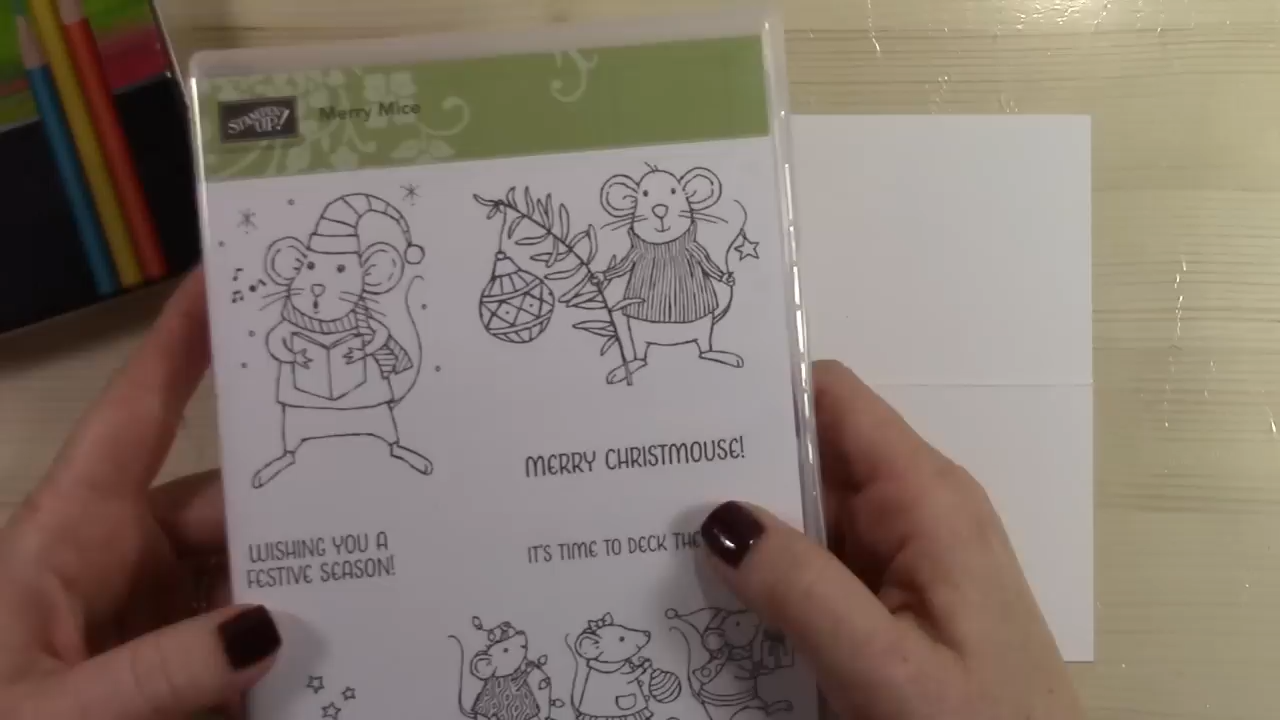 STAMPIN' UP!
Merry Mice
MERRY CHRISTMOUSE!
WISHING YOU A
FESTIVE SEASON!
IT'S TIME TO DECK THE